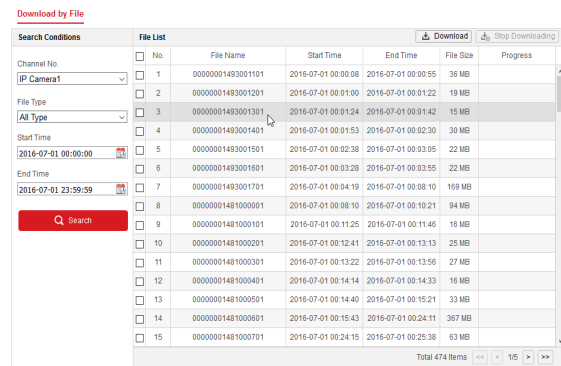 Download by File
Search Conditions
Channel No.
IP Camera1
File Type
All Type
Start Time
2016-07-01 00:00:00
End Time
2016-07-01 23:59:59
Search
File List
Download
Stop Downloading
No. File Name Start Time End Time File Size Progress
1 00000001493001101 2016-07-01 00:00:08 2016-07-01 00:00:55 36 MB
2 00000001493001201 2016-07-01 00:01:00 2016-07-01 00:01:22 19 MB
3 00000001493001301 2016-07-01 00:01:24 2016-07-01 00:01:42 15 MB
4 00000001493001401 2016-07-01 00:01:53 2016-07-01 00:02:30 30 MB
5 00000001493001501 2016-07-01 00:02:38 2016-07-01 00:03:05 22 MB
6 00000001493001601 2016-07-01 00:03:28 2016-07-01 00:03:55 22 MB
7 00000001493001701 2016-07-01 00:04:19 2016-07-01 00:08:10 169 MB
8 00000001481000001 2016-07-01 00:08:10 2016-07-01 00:10:21 94 MB
9 00000001481000101 2016-07-01 00:11:25 2016-07-01 00:11:46 16 MB
10 00000001481000201 2016-07-01 00:12:41 2016-07-01 00:13:13 25 MB
11 00000001481000301 2016-07-01 00:13:22 2016-07-01 00:13:56 27 MB
12 00000001481000401 2016-07-01 00:14:14 2016-07-01 00:14:33 16 MB
13 00000001481000501 2016-07-01 00:14:40 2016-07-01 00:15:21 33 MB
14 00000001481000601 2016-07-01 00:15:43 2016-07-01 00:24:11 367 MB
15 00000001481000701 2016-07-01 00:24:15 2016-07-01 00:25:38 63 MB
Total 474 Items << < 1/5 > >>